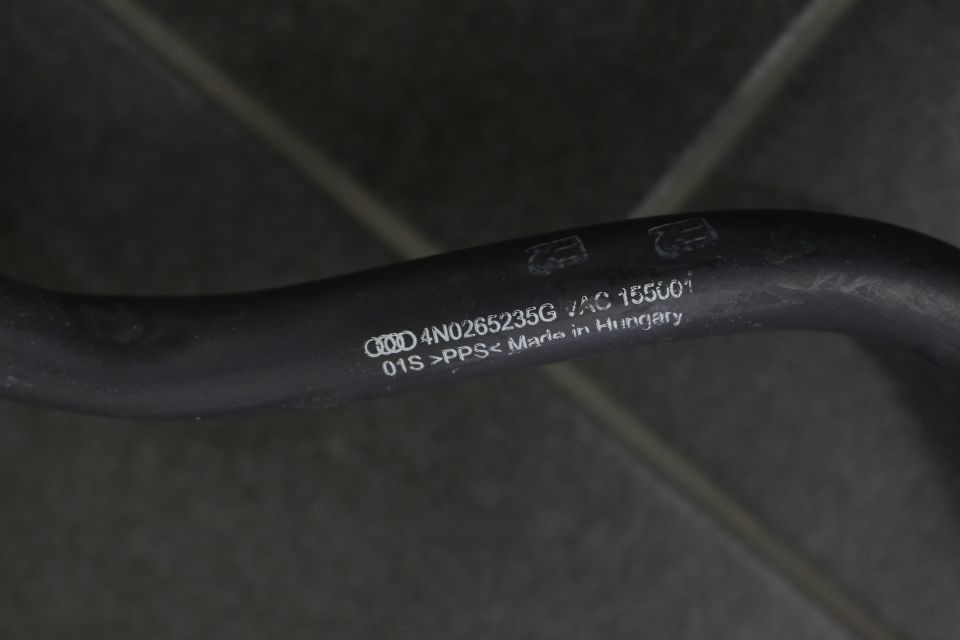 4N0265235G VAC 155001
01S >PPS< Made in Hungary